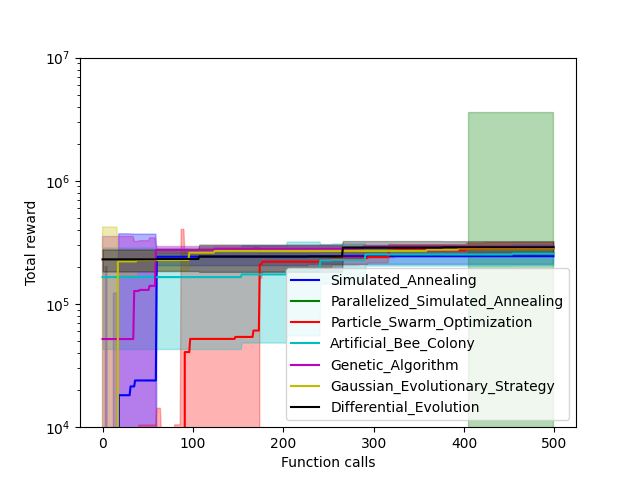 10^7
10^6
10^5
10^4
Total reward
Simulated_Annealing
Parallelized_Simulated_Annealing
Particle_Swarm_Optimization
Artificial_Bee_Colony
Genetic_Algorithm
Gaussian_Evolutionary_Strategy
Differential_Evolution
0 100 200 300 400 500
Function calls